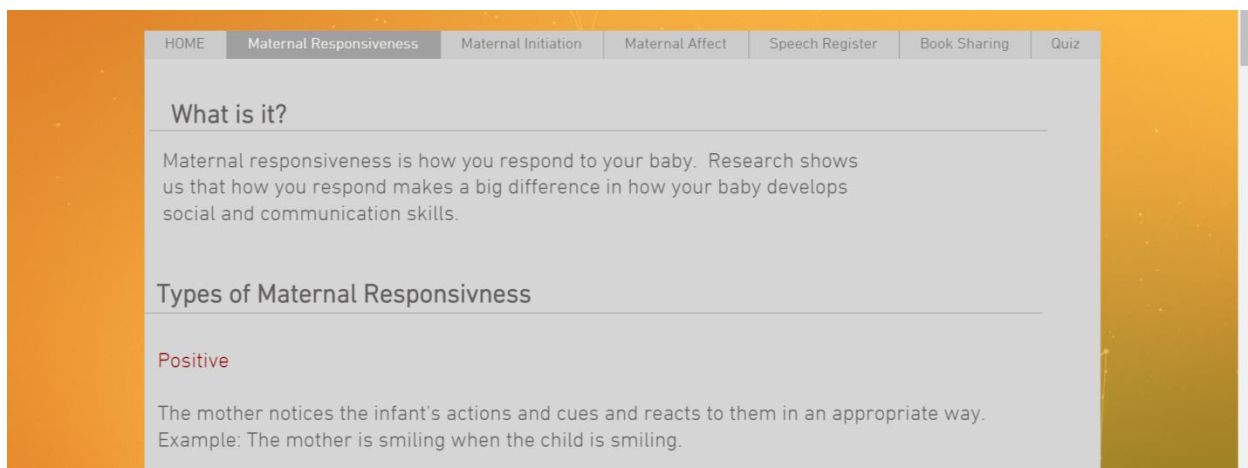 HOME Maternal Responsiveness Maternal Initiation Maternal Affect Speech Register Book Sharing Quiz
What is it?
Maternal responsiveness is how you respond to your baby. Research shows
us that how you respond makes a big difference in how your baby develops
social and communication skills.
Types of Maternal Responsivness
Positive
The mother notices the infant's actions and cues and reacts to them in an appropriate way.
Example: The mother is smiling when the child is smiling.